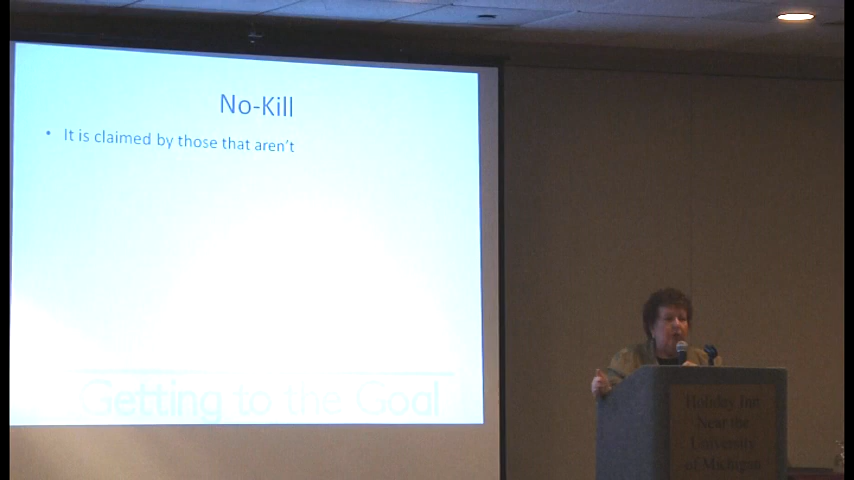 No-Kill
• It is claimed by those that aren't
Getting to the Goal
Holiday Inn
Near the
University
of Michigan